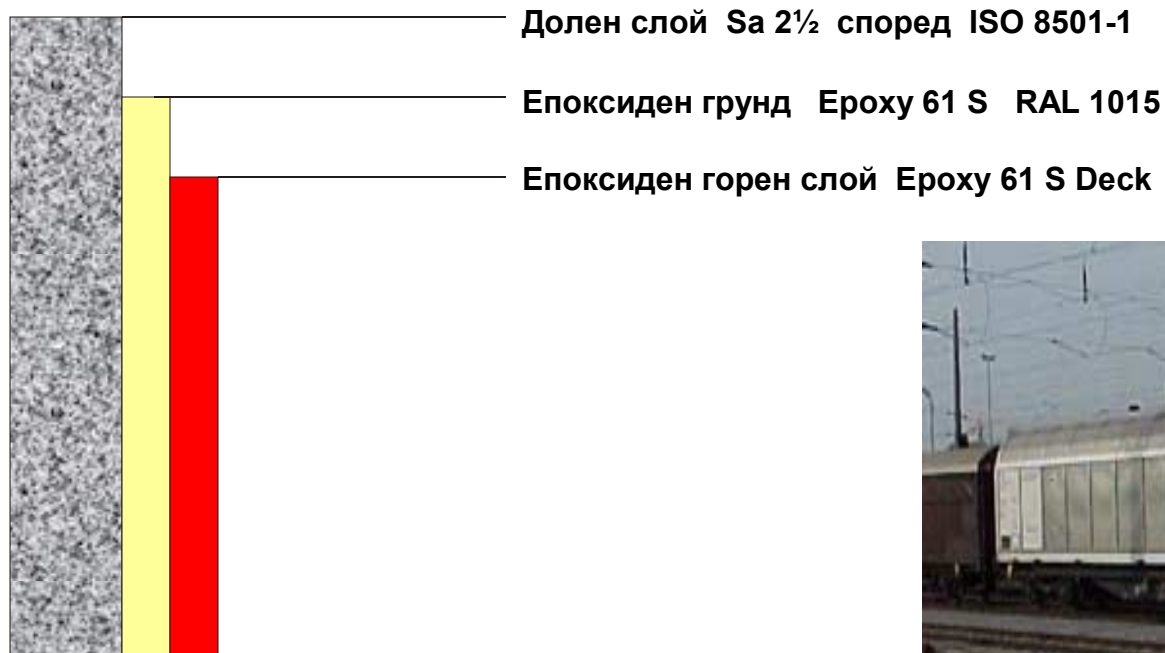 Долен слой Sa 2½ според ISO 8501-1
Епоксиден грунд Epoxy 61 S RAL 1015
Епоксиден горен слой Epoxy 61 S Deck